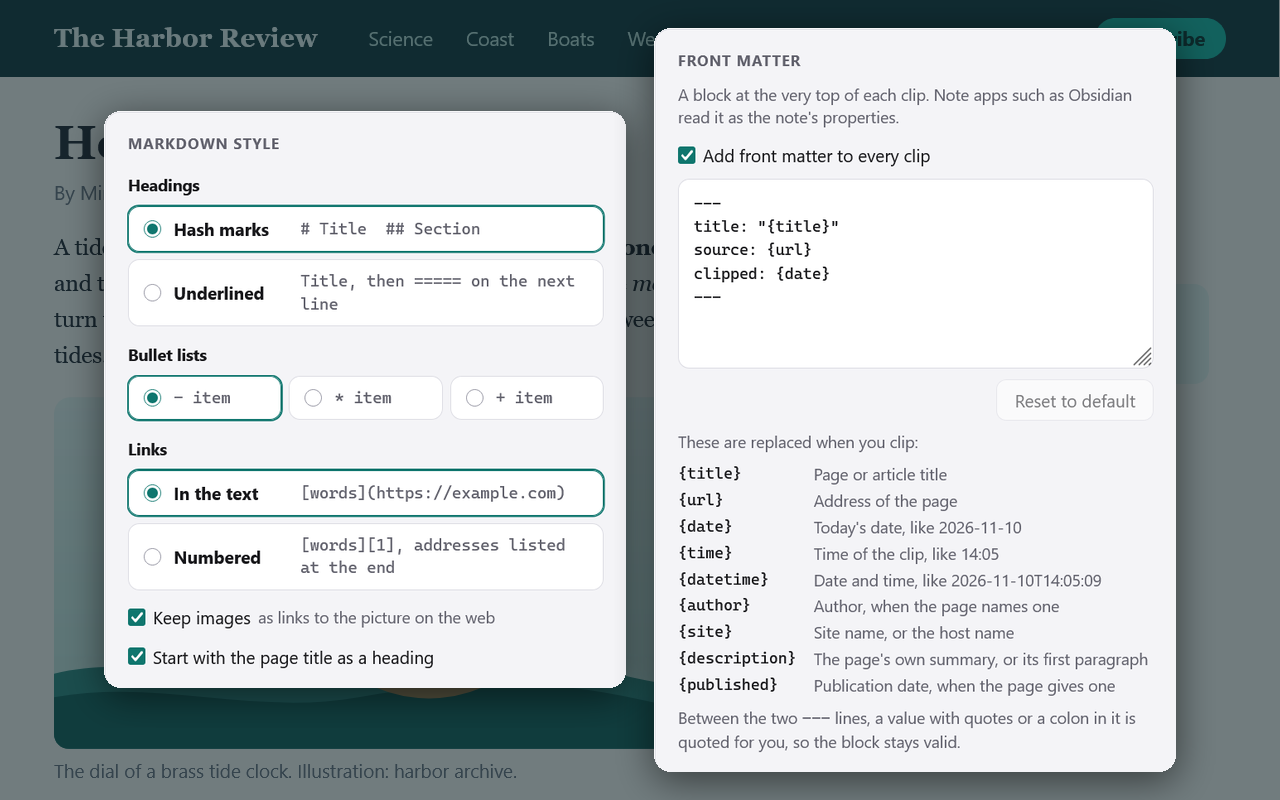 The Harbor Review
Science Coast Boats
MARKDOWN STYLE
Headings
Hash marks # Title ## Section
Underlined Title, then ===== on the next
line
Bullet lists
- item * item + item
Links
In the text [words](https://example.com)
Numbered [words][1], addresses listed
at the end
Keep images as links to the picture on the web
Start with the page title as a heading
FRONT MATTER
A block at the very top of each clip. Note apps such as Obsidian
read it as the note's properties.
Add front matter to every clip
---
title: "{title}"
source: {url}
clipped: {date}
---
Reset to default
These are replaced when you clip:
{title} Page or article title
{url} Address of the page
{date} Today's date, like 2026-11-10
{time} Time of the clip, like 14:05
{datetime} Date and time, like 2026-11-10T14:05:09
{author} Author, when the page names one
{site} Site name, or the host name
{description} The page's own summary, or its first paragraph
{published} Publication date, when the page gives one
Between the two --- lines, a value with quotes or a colon in it is
quoted for you, so the block stays valid.
By
A
and
turn
tides
The dial of a brass tide clock. Illustration: harbor archive.